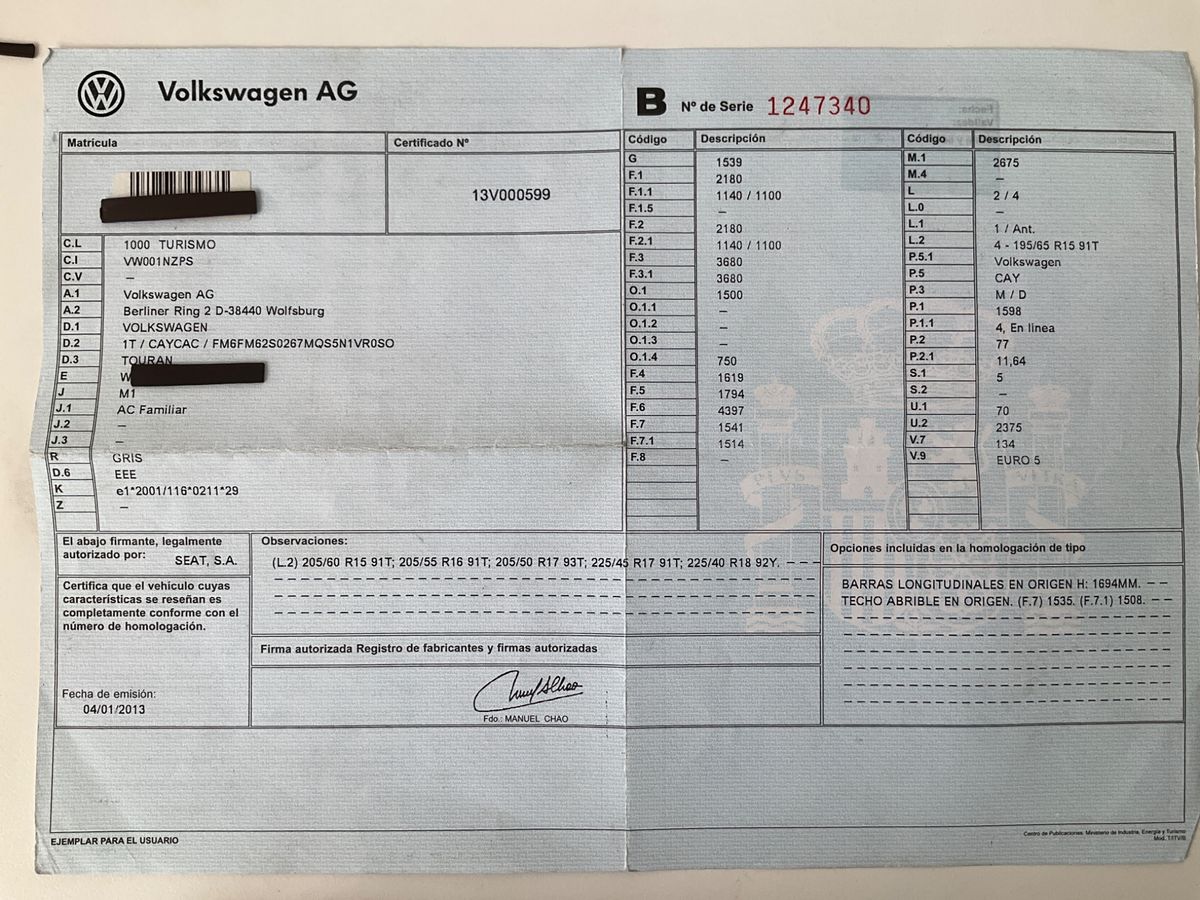 Volkswagen AG
B Nº de Serie 1247340
Matrícula
Certificado Nº
13V000599
C.L 1000 TURISMO
C.I VW001NZPS
C.V –
A.1 Volkswagen AG
A.2 Berliner Ring 2 D-38440 Wolfsburg
D.1 VOLKSWAGEN
D.2 1T / CAYCAC / FM6FM62S0267MQS5N1VR0SO
D.3 TOURAN
E W
J M1
J.1 AC Familiar
J.2 –
J.3 –
R GRIS
D.6 EEE
K e1*2001/116*0211*29
Z –
Código Descripción
G 1539
F.1 2180
F.1.1 1140 / 1100
F.1.5 –
F.2 2180
F.2.1 1140 / 1100
F.3 3680
F.3.1 3680
O.1 1500
O.1.1 –
O.1.2 –
O.1.3 –
O.1.4 750
F.4 1619
F.5 1794
F.6 4397
F.7 1541
F.7.1 1514
F.8 –
Código Descripción
M.1 2675
M.4 –
L 2 / 4
L.0 –
L.1 1 / Ant.
L.2 4 - 195/65 R15 91T
P.5.1 Volkswagen
P.5 CAY
P.3 M / D
P.1 1598
P.1.1 4, En línea
P.2 77
P.2.1 11,64
S.1 5
S.2 –
U.1 70
U.2 2375
V.7 134
V.9 EURO 5
El abajo firmante, legalmente
autorizado por:
SEAT, S.A.
Certifica que el vehículo cuyas
características se reseñan es
completamente conforme con el
número de homologación.
Fecha de emisión:
04/01/2013
Observaciones:
(L.2) 205/60 R15 91T; 205/55 R16 91T; 205/50 R17 93T; 225/45 R17 91T; 225/40 R18 92Y.
Firma autorizada Registro de fabricantes y firmas autorizadas
Fdo.: MANUEL CHAO
Opciones incluidas en la homologación de tipo
BARRAS LONGITUDINALES EN ORIGEN H: 1694MM.
TECHO ABRIBLE EN ORIGEN. (F.7) 1535. (F.7.1) 1508.
EJEMPLAR PARA EL USUARIO
Centro de Publicaciones. Ministerio de Industria, Energía y Turismo